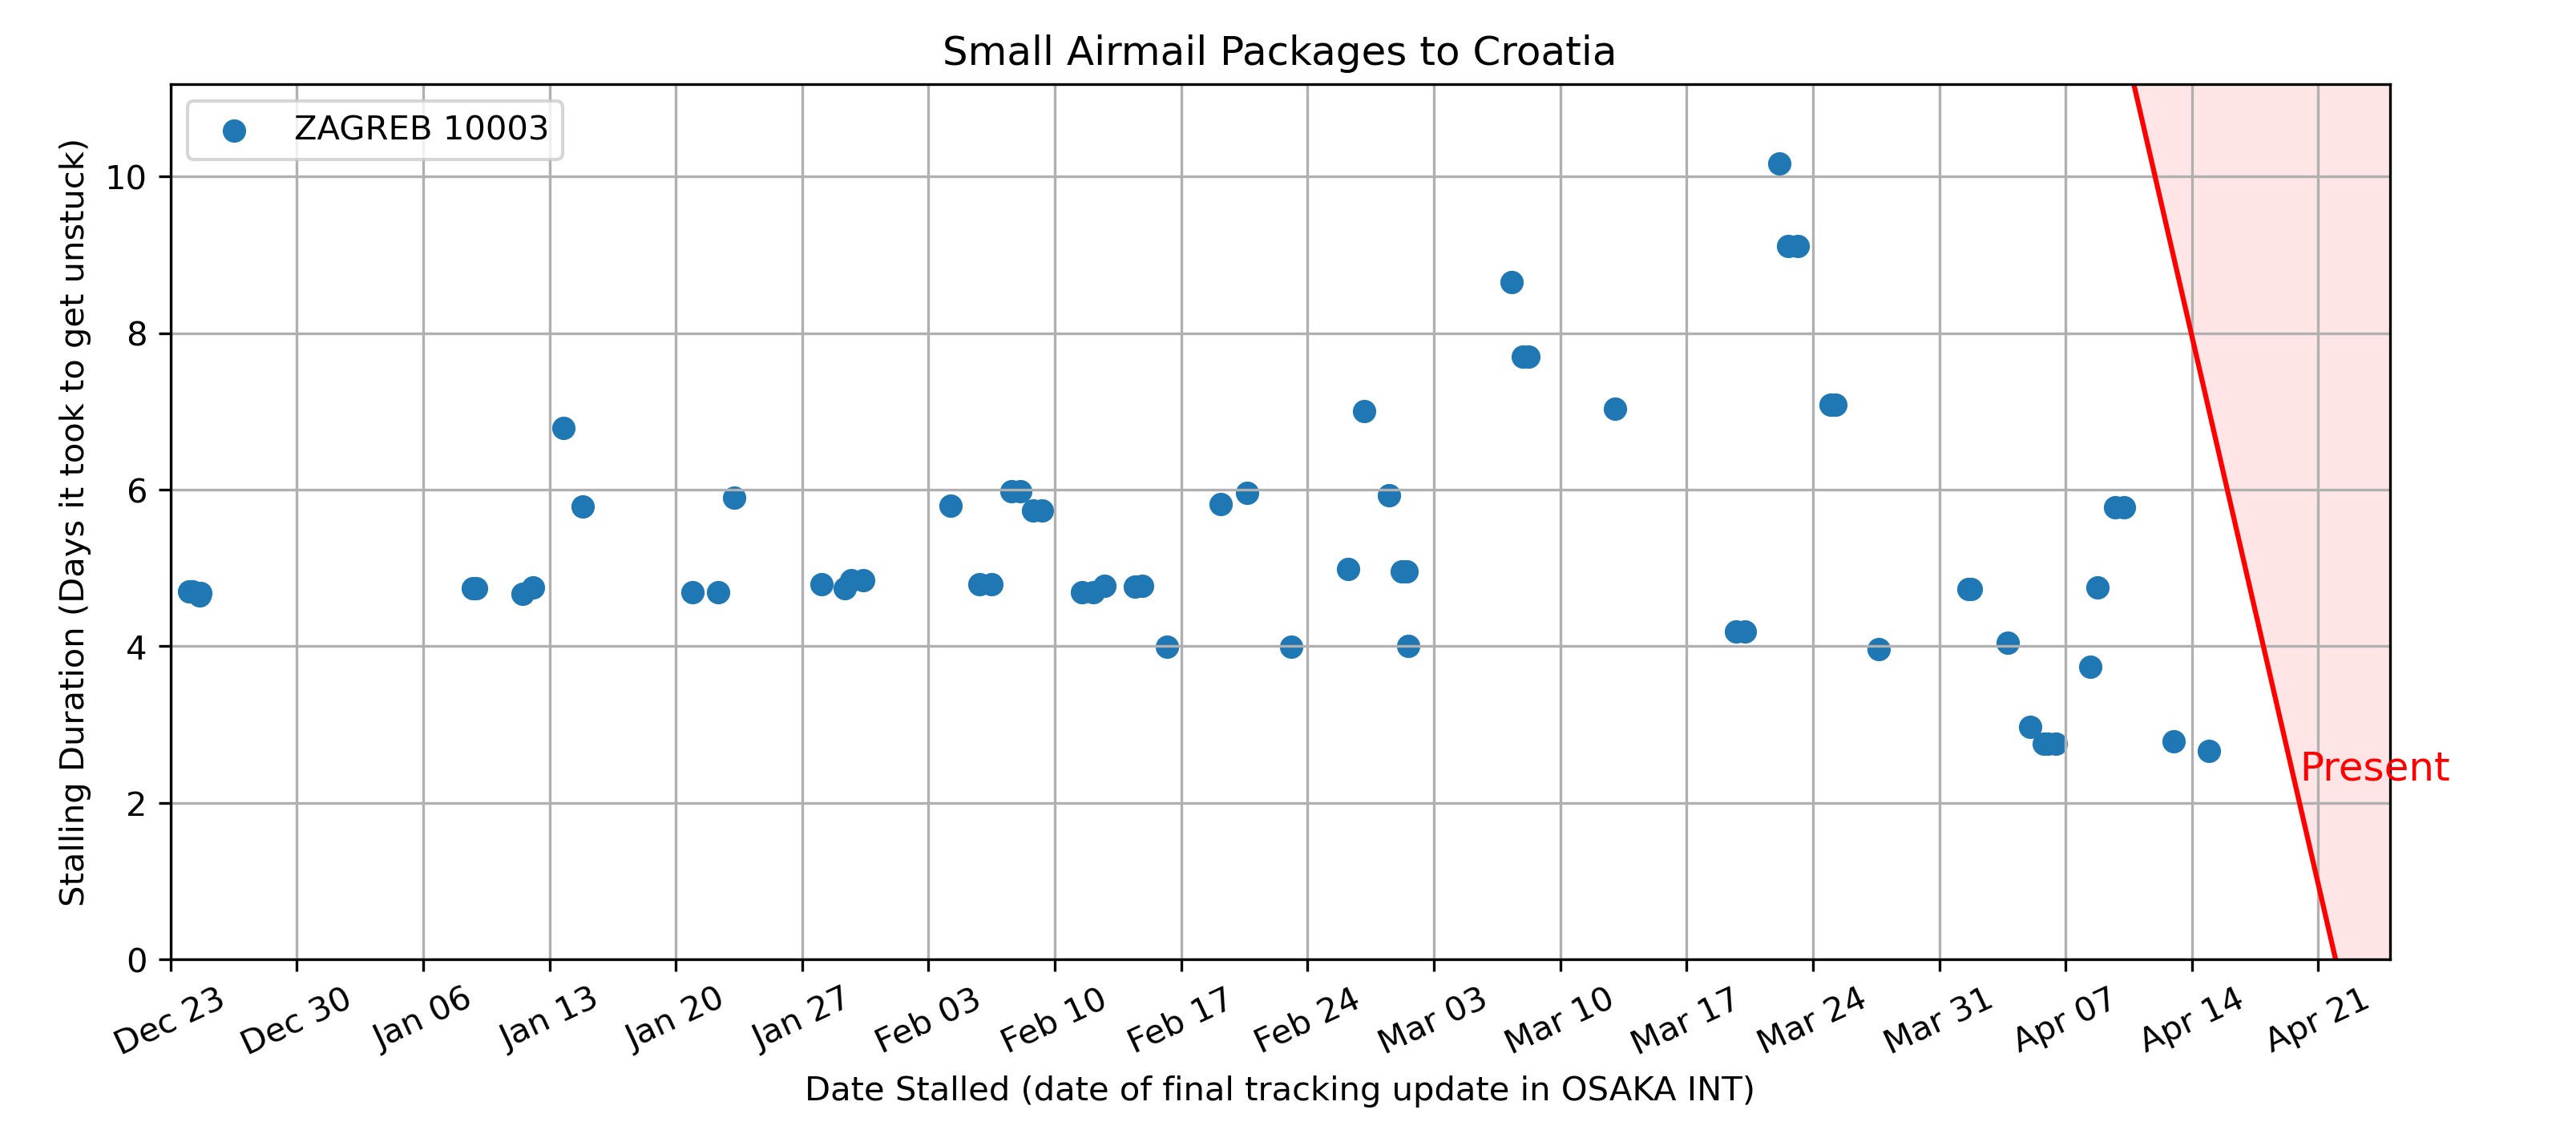 Small Airmail Packages to Croatia
ZAGREB 10003
Stalling Duration (Days it took to get unstuck)
10
8
6
4
2
0
Present
Dec 23
Dec 30
Jan 06
Jan 13
Jan 20
Jan 27
Feb 03
Feb 10
Feb 17
Feb 24
Mar 03
Mar 10
Mar 17
Mar 24
Mar 31
Apr 07
Apr 14
Apr 21
Date Stalled (date of final tracking update in OSAKA INT)